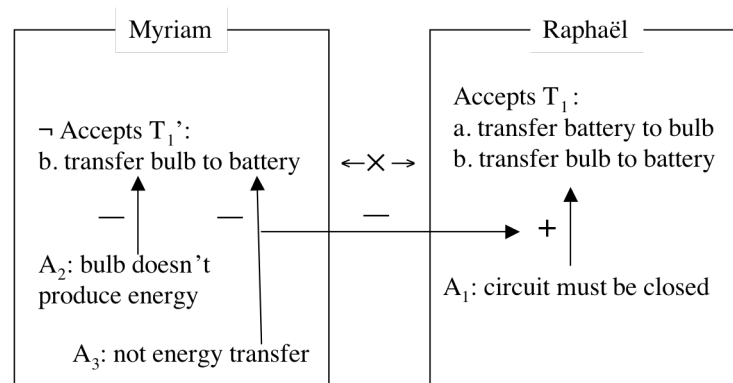 Myriam
¬ Accepts T₁’:
b. transfer bulb to battery
—
—
A₂: bulb doesn’t
produce energy
A₃: not energy transfer
←×→
—
Raphaël
Accepts T₁:
a. transfer battery to bulb
b. transfer bulb to battery
+
A₁: circuit must be closed